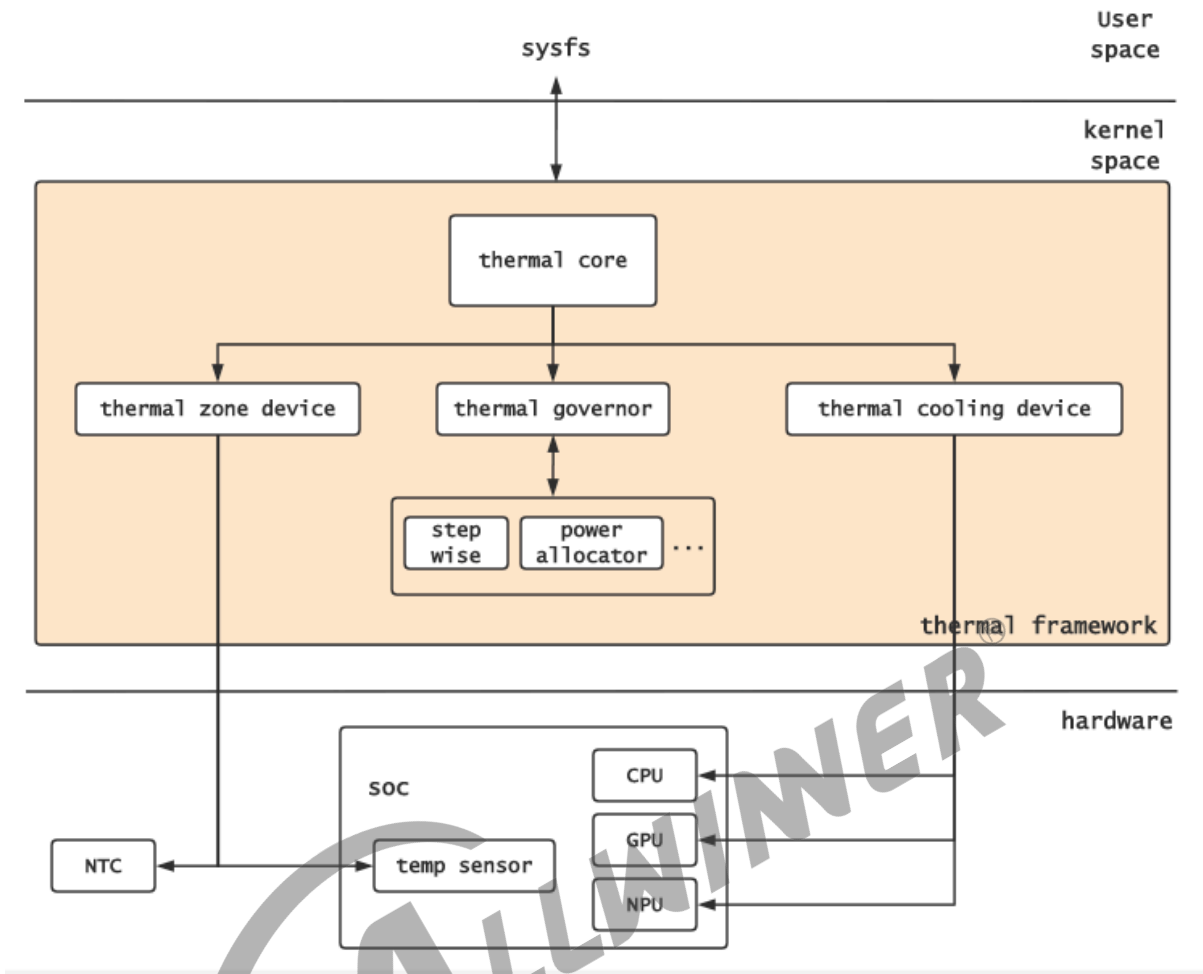 User
space
sysfs
kernel
space
thermal core
thermal zone device
thermal governor
thermal cooling device
step
wise
power
allocator
...
thermal framework
®
hardware
soc
CPU
GPU
NPU
NTC
temp sensor
ALLWINNER